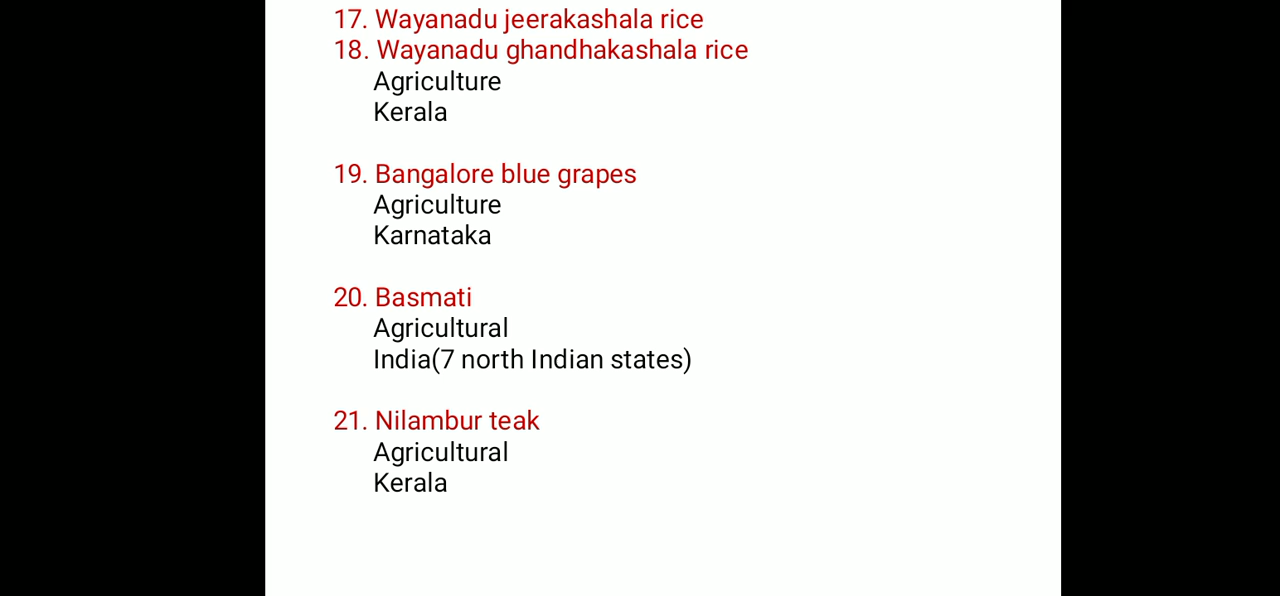 17. Wayanadu jeerakashala rice
18. Wayanadu ghandhakashala rice
Agriculture
Kerala
19. Bangalore blue grapes
Agriculture
Karnataka
20. Basmati
Agricultural
India(7 north Indian states)
21. Nilambur teak
Agricultural
Kerala